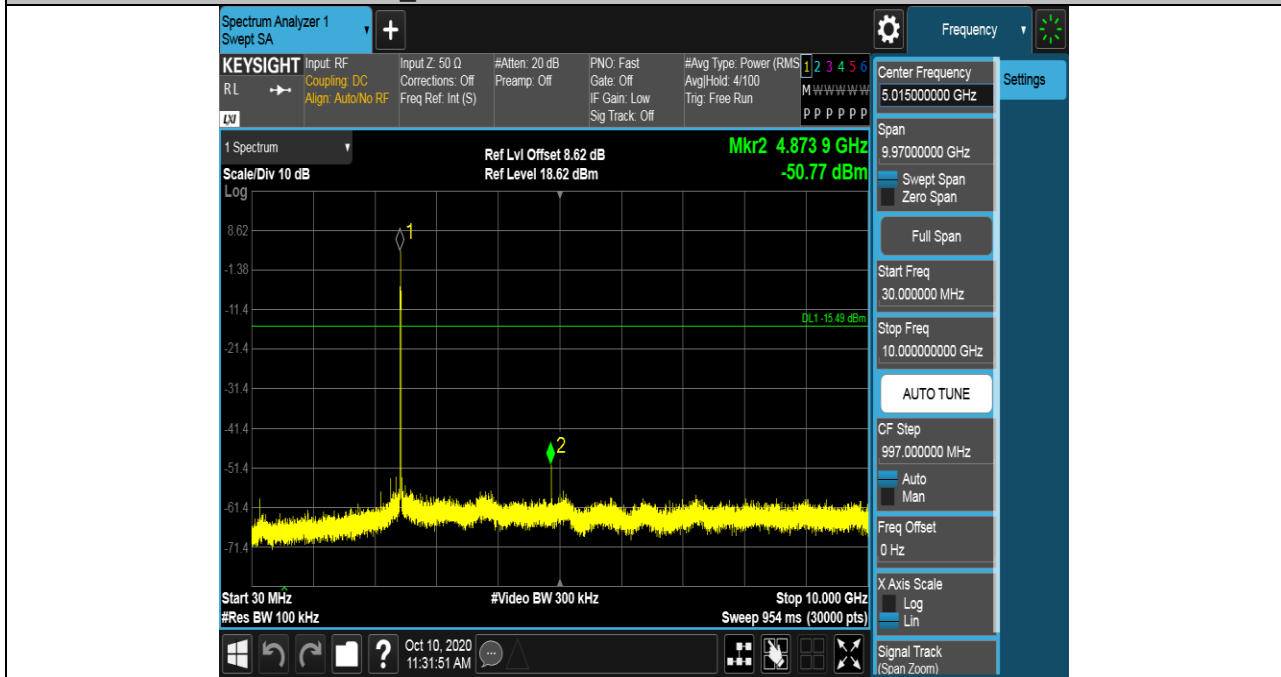 Spectrum Analyzer 1
Swept SA
+
Frequency
KEYSIGHT
RL
LXI
Input: RF
Coupling: DC
Align: Auto/No RF
Input Z: 50 Ω
Corrections: Off
Freq Ref: Int (S)
#Atten: 20 dB
Preamp: Off
PNO: Fast
Gate: Off
IF Gain: Low
Sig Track: Off
#Avg Type: Power (RMS
Avg|Hold: 4/100
Trig: Free Run
1 2 3 4 5 6
M W W W W W
P P P P P P
Center Frequency
5.015000000 GHz
Settings
1 Spectrum
Scale/Div 10 dB
Ref Lvl Offset 8.62 dB
Ref Level 18.62 dBm
Mkr2 4.873 9 GHz
-50.77 dBm
Span
9.97000000 GHz
Swept Span
Zero Span
Full Span
Start Freq
30.000000 MHz
Stop Freq
10.000000000 GHz
AUTO TUNE
CF Step
997.000000 MHz
Auto
Man
Freq Offset
0 Hz
X Axis Scale
Log
Lin
Signal Track
(Span Zoom)
Log
8.62
-1.38
-11.4
-21.4
-31.4
-41.4
-51.4
-61.4
-71.4
1
DL1 -15.49 dBm
2
Start 30 MHz
#Res BW 100 kHz
#Video BW 300 kHz
Stop 10.000 GHz
Sweep 954 ms (30000 pts)
?
Oct 10, 2020
11:31:51 AM